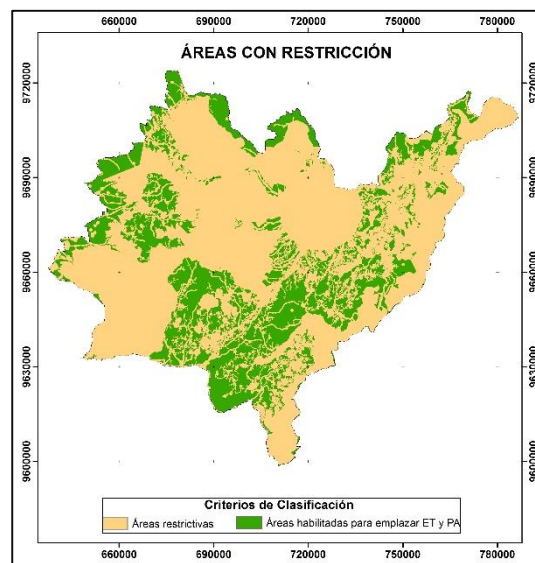 660000 690000 720000 750000 780000
ÁREAS CON RESTRICCIÓN
9720000 9720000
9690000 9690000
9660000 9660000
9630000 9630000
9600000 9600000
Criterios de Clasificación
Áreas restrictivas Áreas habilitadas para emplazar ET y PA
660000 690000 720000 750000 780000